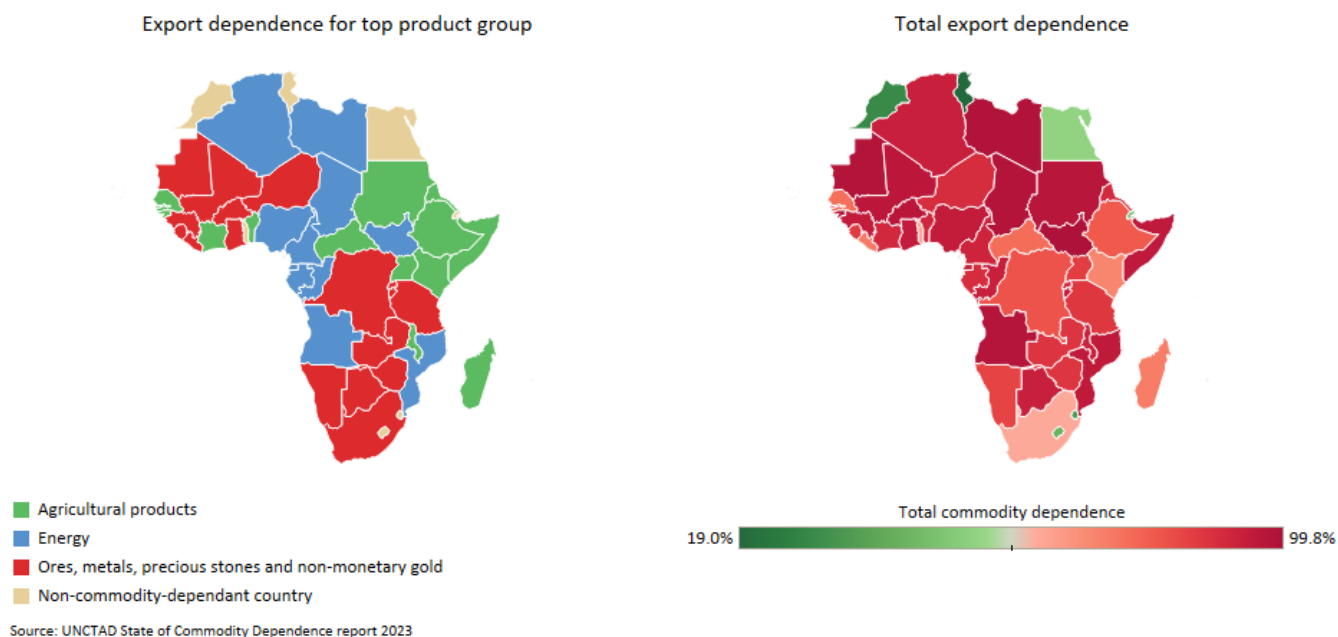 Export dependence for top product group
Total export dependence
Agricultural products
Energy
Ores, metals, precious stones and non-monetary gold
Non-commodity-dependant country
Total commodity dependence
19.0%
99.8%
Source: UNCTAD State of Commodity Dependence report 2023